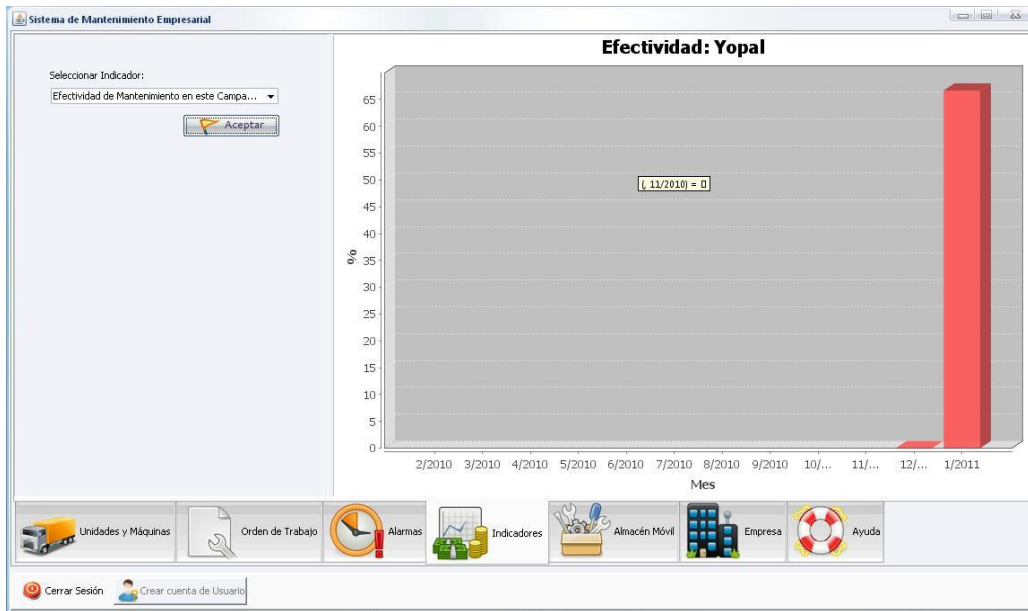 Sistema de Mantenimiento Empresarial
Seleccionar Indicador:
Efectividad de Mantenimiento en este Campa...
Aceptar
Efectividad: Yopal
65
60
55
50
45
40
35
30
25
20
15
10
5
0
%
(, 11/2010) = 
2/2010 3/2010 4/2010 5/2010 6/2010 7/2010 8/2010 9/2010 10/... 11/... 12/... 1/2011
Mes
Unidades y Máquinas Orden de Trabajo Alarmas Indicadores Almacén Móvil Empresa Ayuda
Cerrar Sesión Crear cuenta de Usuario